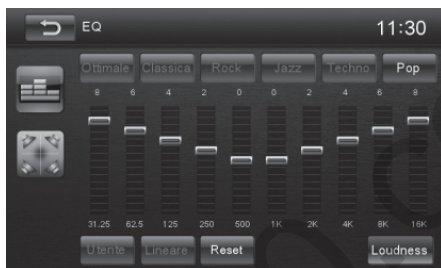 EQ 11:30
Ottimale Classica Rock Jazz Techno Pop
8 6 4 2 0 0 2 4 6 8
31.25 62.5 125 250 500 1K 2K 4K 8K 16K
Utente Lineare Reset Loudness